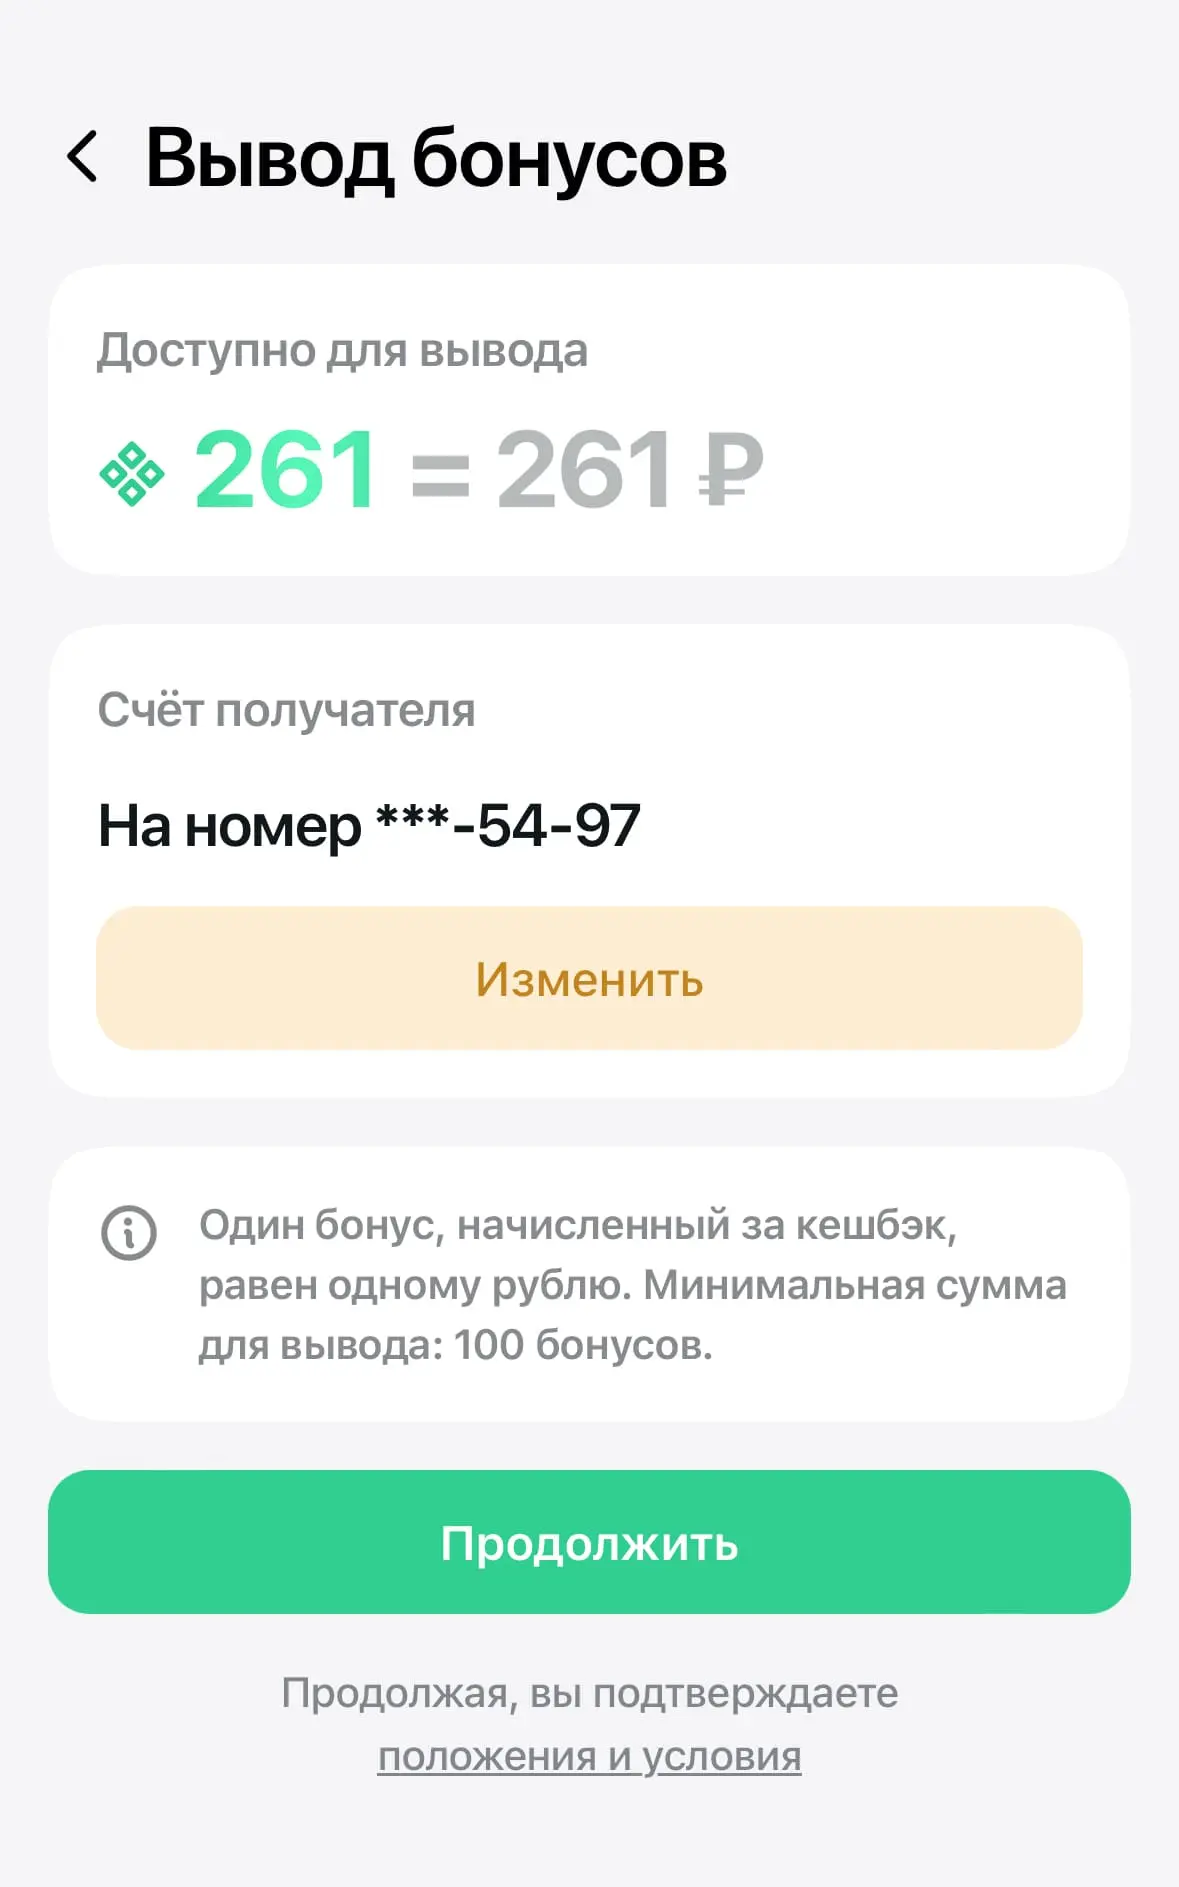 Вывод бонусов
Доступно для вывода
261 = 261 ₽
Счёт получателя
На номер ***-54-97
Изменить
Один бонус, начисленный за кешбэк,
равен одному рублю. Минимальная сумма
для вывода: 100 бонусов.
Продолжить
Продолжая, вы подтверждаете
положения и условия